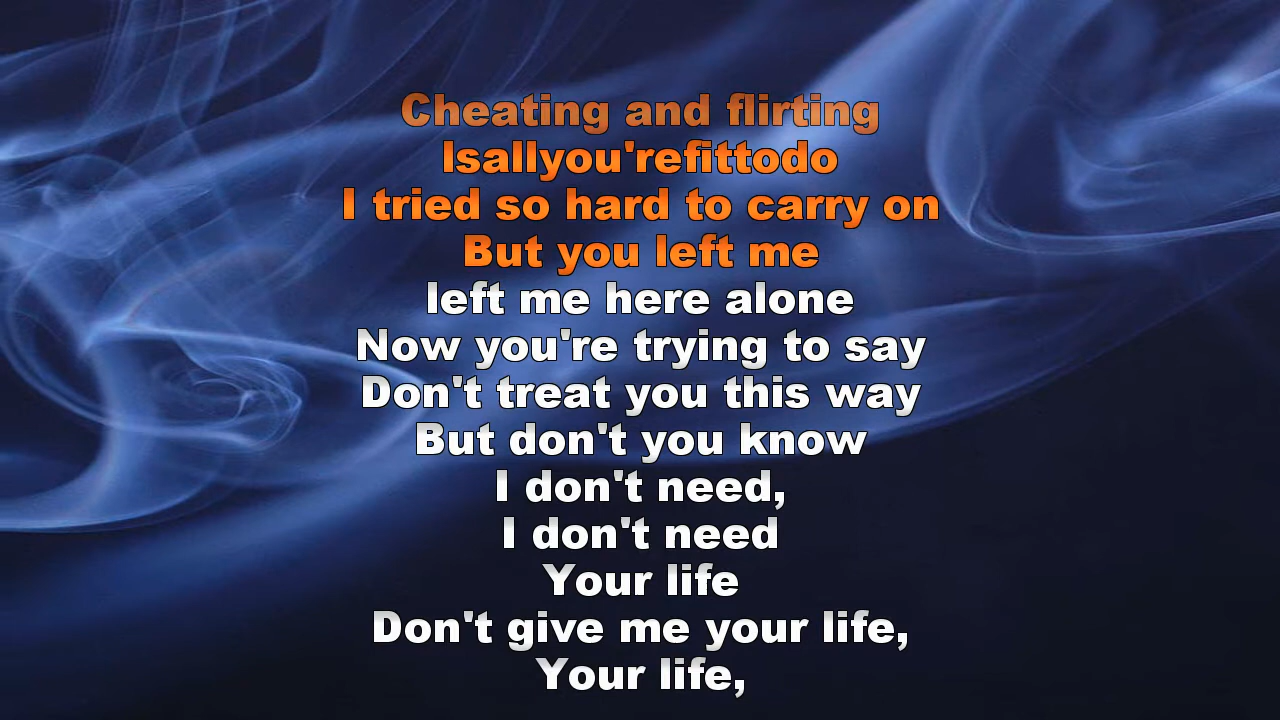 Cheating and flirting
Isallyou'refittodo
I tried so hard to carry on
But you left me
left me here alone
Now you're trying to say
Don't treat you this way
But don't you know
I don't need,
I don't need
Your life
Don't give me your life,
Your life,